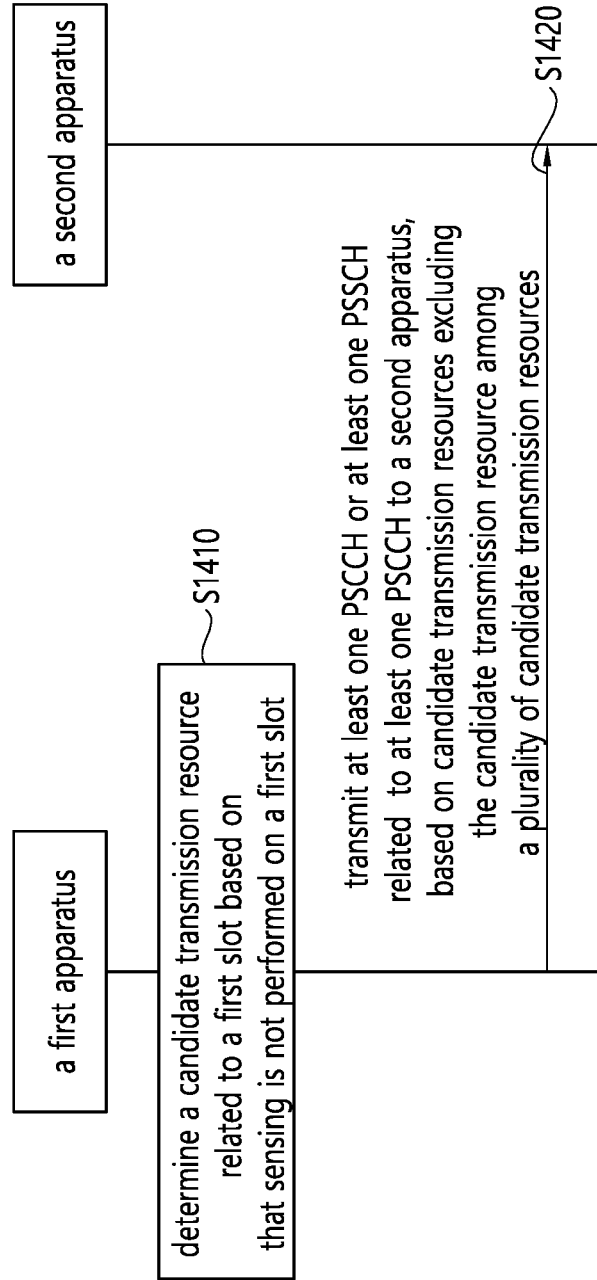 a first apparatus
a second apparatus
determine a candidate transmission resource
related to a first slot based on
that sensing is not performed on a first slot
S1410
transmit at least one PSCCH or at least one PSSCH
related to at least one PSCCH to a second apparatus,
based on candidate transmission resources excluding
the candidate transmission resource among
a plurality of candidate transmission resources
S1420